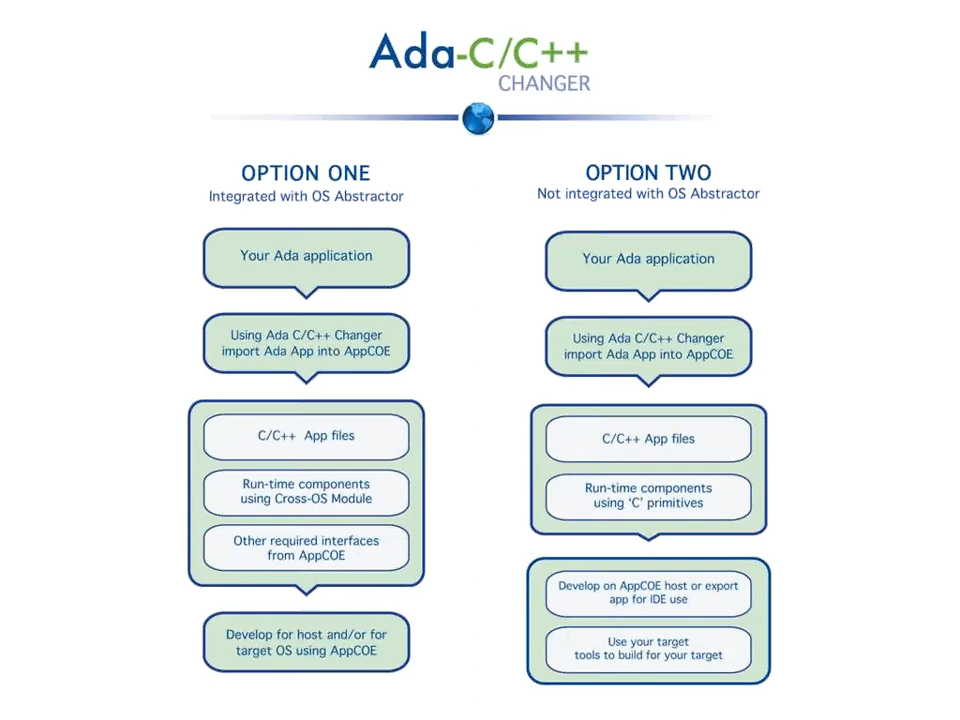 Ada-C/C++
CHANGER
OPTION ONE
Integrated with OS Abstractor
Your Ada application
Using Ada C/C++ Changer
import Ada App into AppCOE
C/C++ App files
Run-time components
using Cross-OS Module
Other required interfaces
from AppCOE
Develop for host and/or for
target OS using AppCOE
OPTION TWO
Not integrated with OS Abstractor
Your Ada application
Using Ada C/C++ Changer
import Ada App into AppCOE
C/C++ App files
Run-time components
using ‘C’ primitives
Develop on AppCOE host or export
app for IDE use
Use your target
tools to build for your target